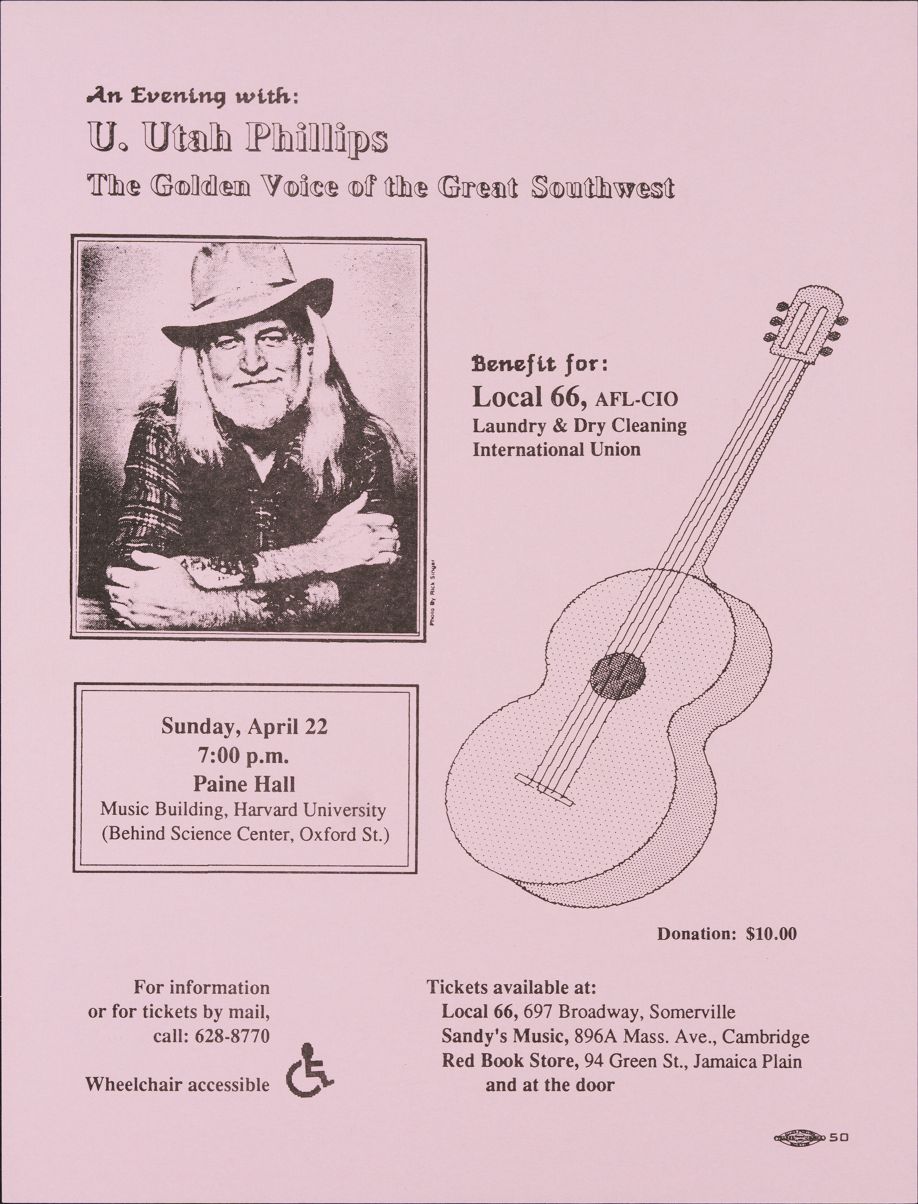 An Evening with:
U. Utah Phillips
The Golden Voice of the Great Southwest
Benefit for:
Local 66, AFL-CIO
Laundry & Dry Cleaning
International Union
Photo By Rick Singer
Sunday, April 22
7:00 p.m.
Paine Hall
Music Building, Harvard University
(Behind Science Center, Oxford St.)
Donation: $10.00
For information
or for tickets by mail,
call: 628-8770
Wheelchair accessible
Tickets available at:
Local 66, 697 Broadway, Somerville
Sandy's Music, 896A Mass. Ave., Cambridge
Red Book Store, 94 Green St., Jamaica Plain
and at the door
50